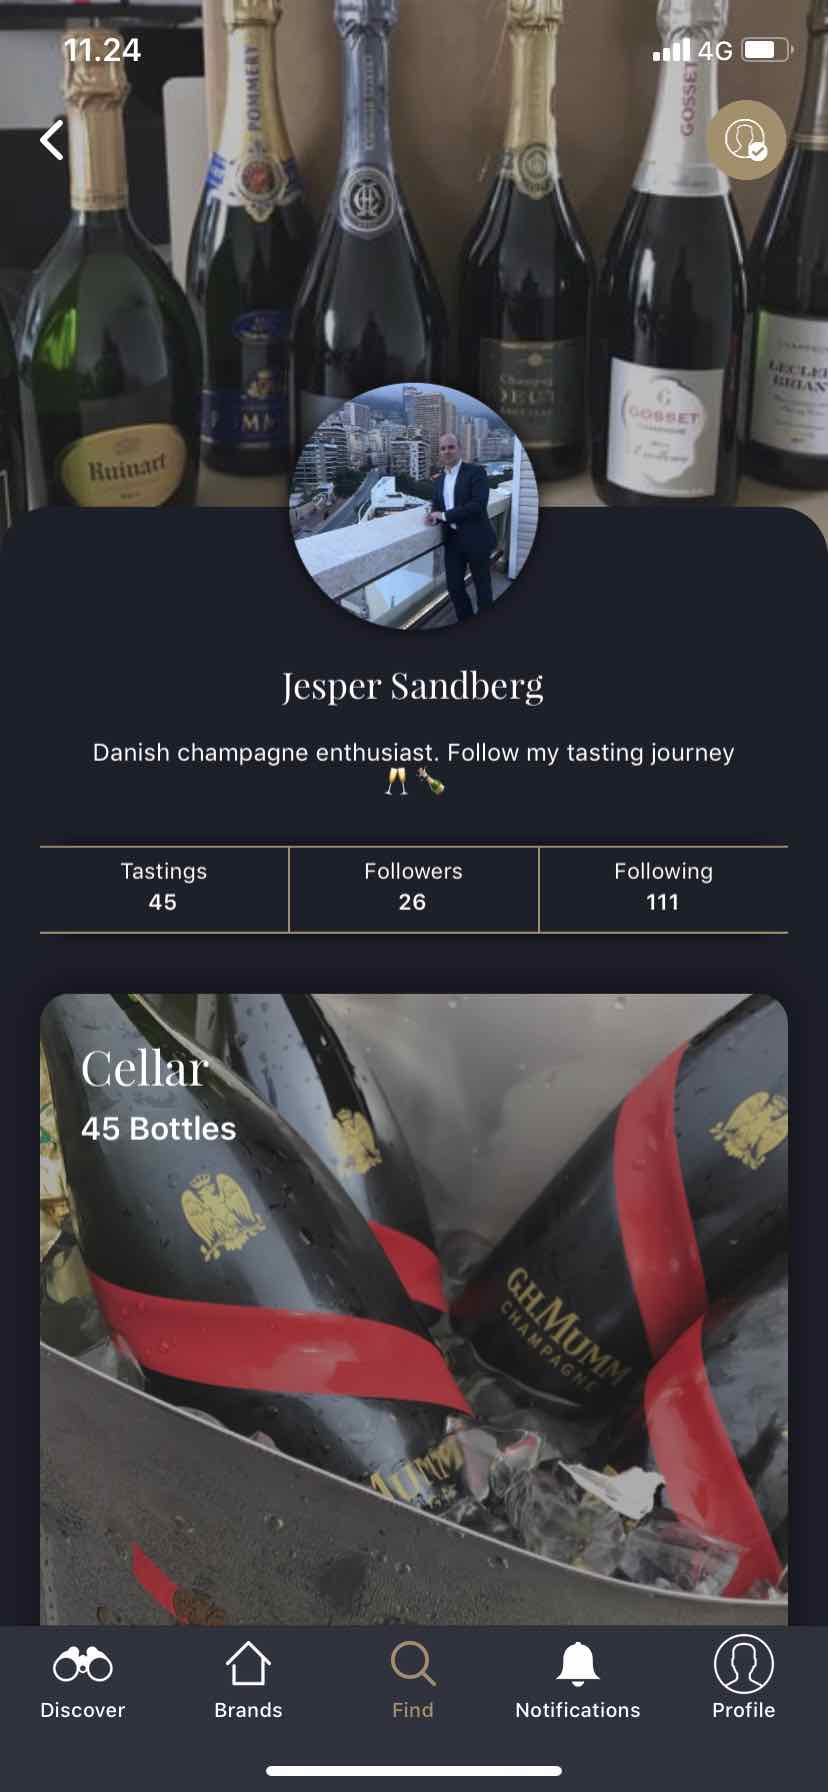 11.24
4G
POMMERY
GOSSET
Ruinart
GOSSET
CHAMPAGNE
Jesper Sandberg
Danish champagne enthusiast. Follow my tasting journey
🥂 🍾
Tastings
Followers
Following
45
26
111
Cellar
45 Bottles
G.H.MUMM
CHAMPAGNE
MUMM
Discover
Brands
Find
Notifications
Profile